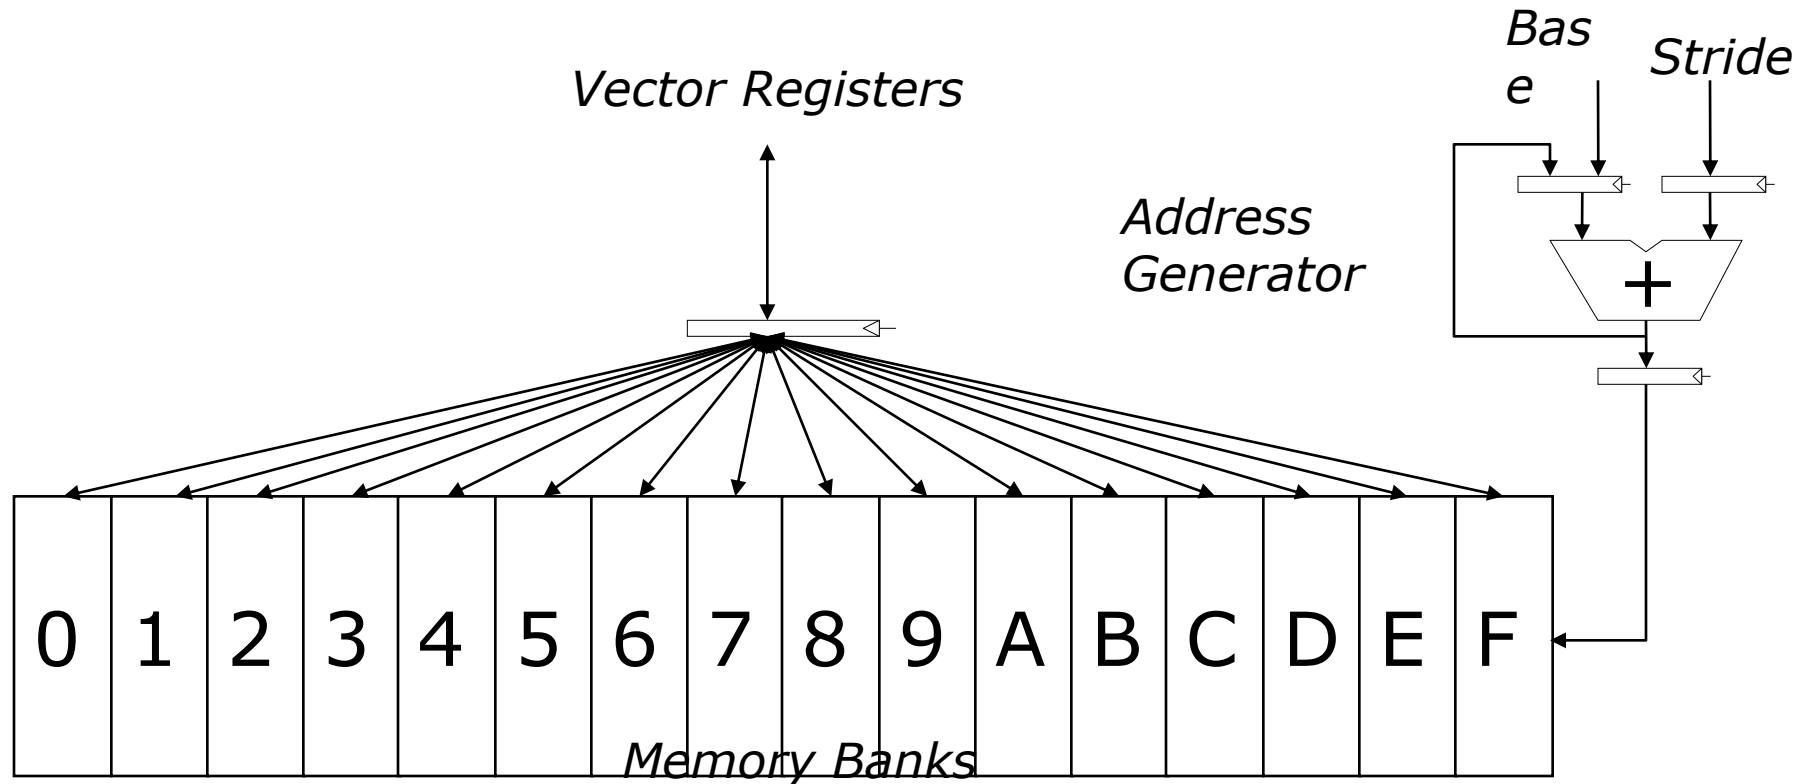 Bas
e
Stride
Vector Registers
Address
Generator
+
0 1 2 3 4 5 6 7 8 9 A B C D E F
Memory Banks